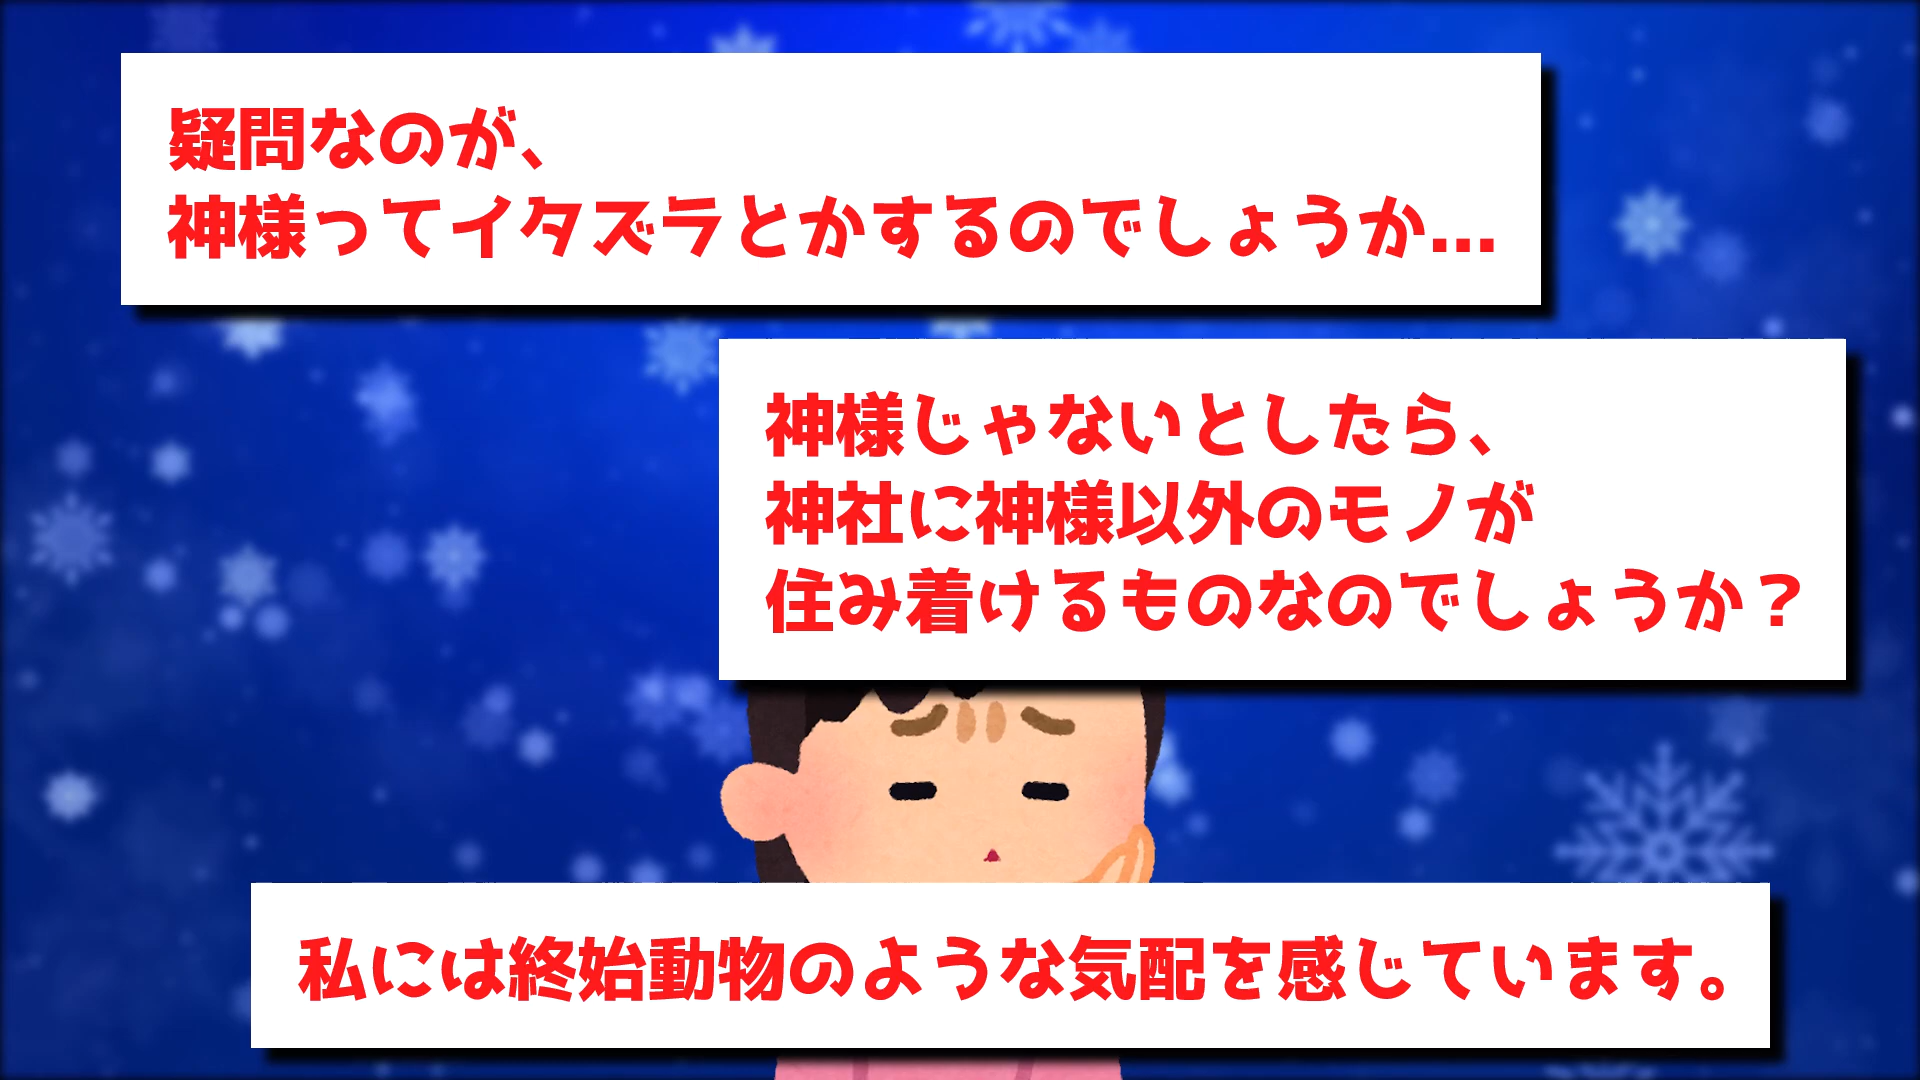 疑問なのが、
神様ってイタズラとかするのでしょうか...
神様じゃないとしたら、
神社に神様以外のモノが
住み着けるものなのでしょうか？
私には終始動物のような気配を感じています。